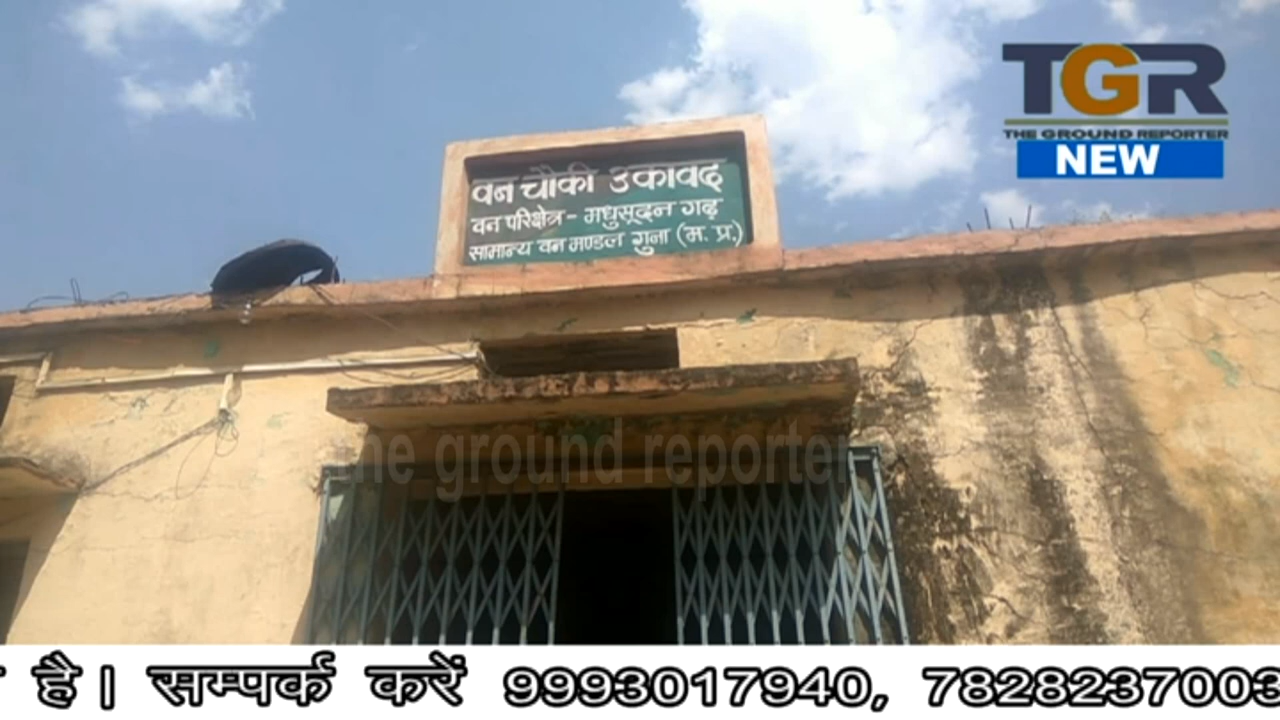 TGR
THE GROUND REPORTER
NEW
वन चौकी उकावद
वन परिक्षेत्र - मधुसूदन गढ़
सामान्य वन मण्डल गुना (म. प्र.)
the ground reporter
है। सम्पर्क करें 9993017940, 7828237003